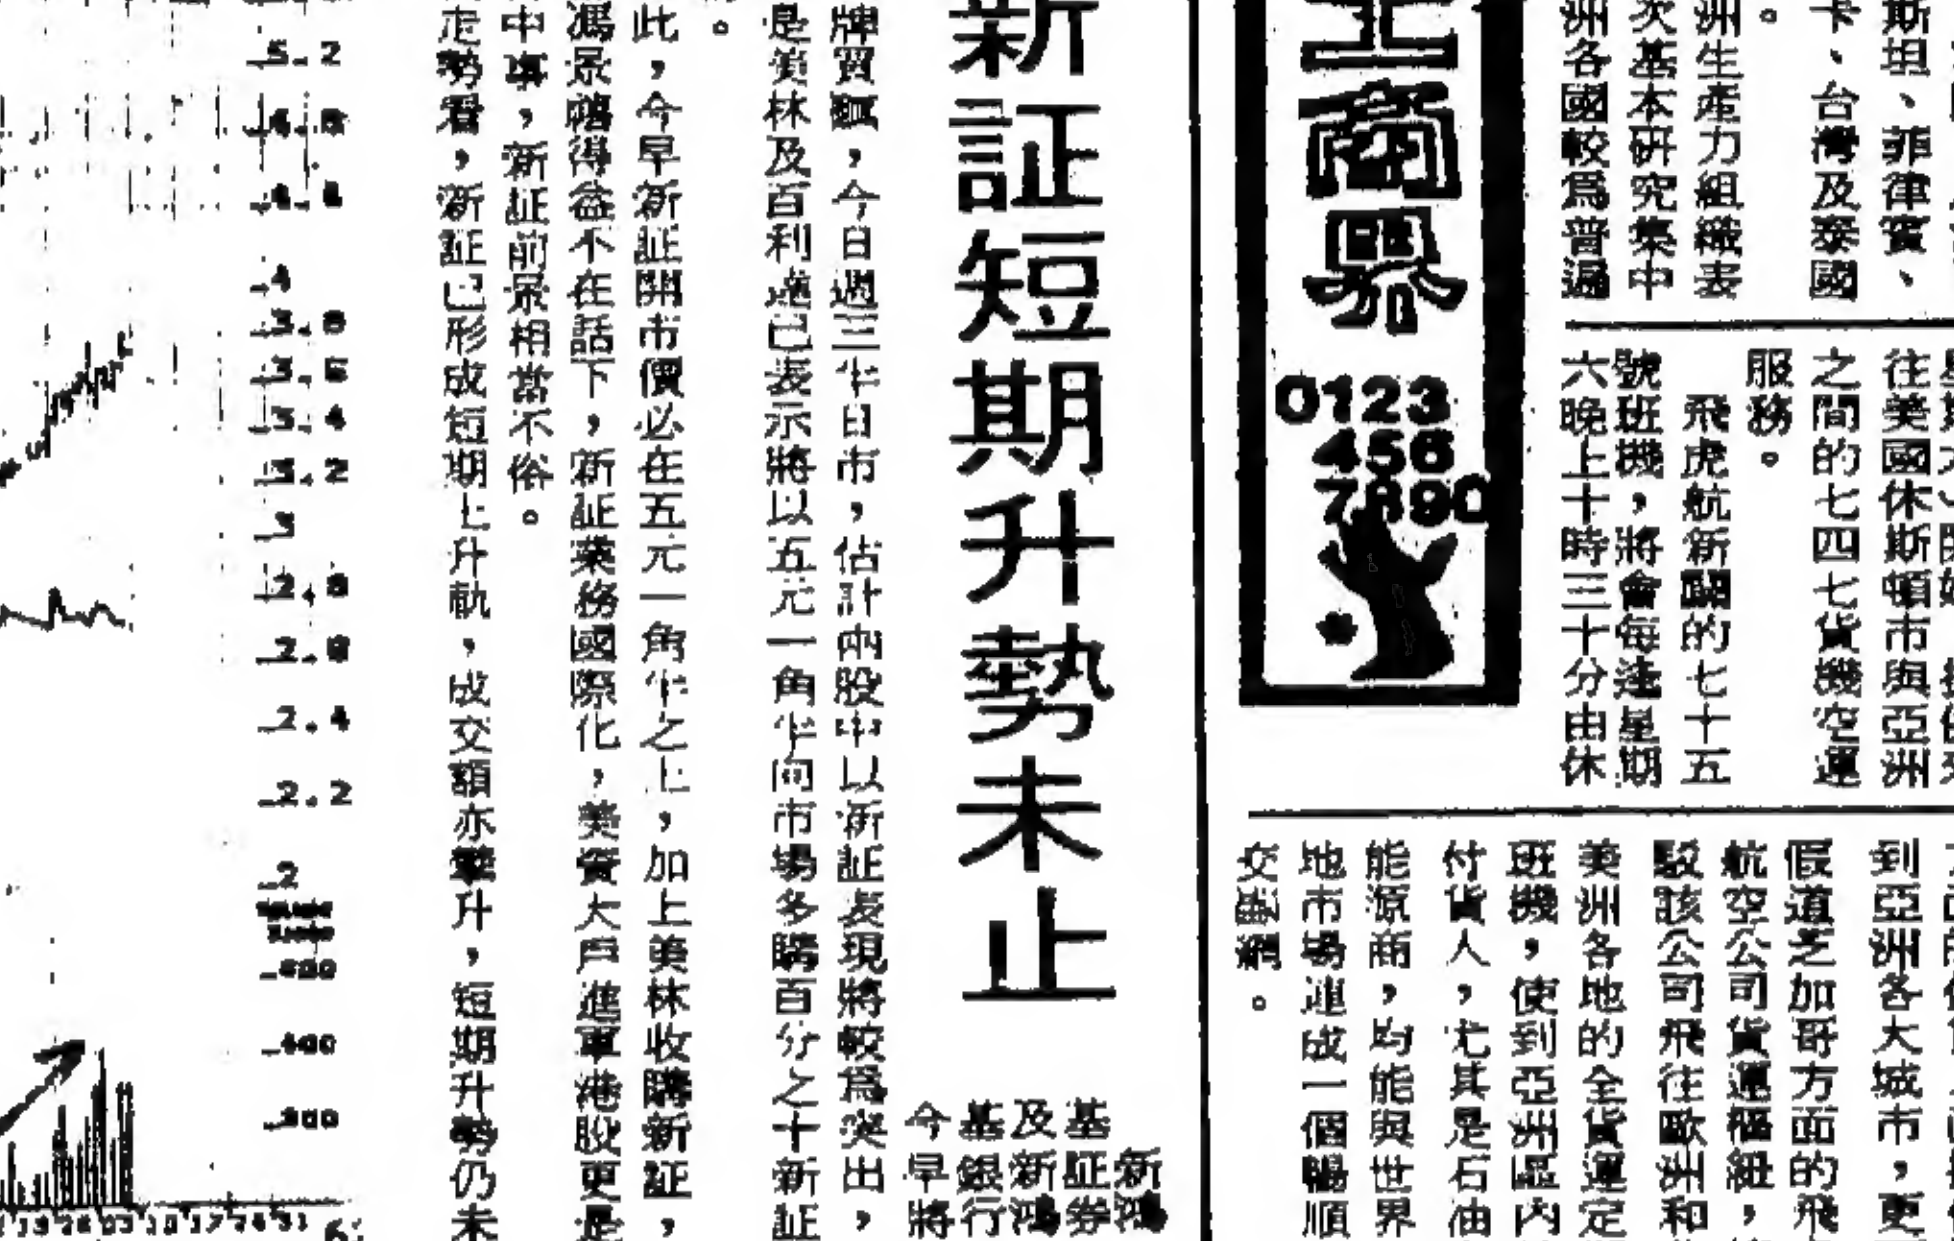 斯坦、菲律賓、
卡、台灣及泰國
。
洲生產力組織表
次基本研究集中
洲各國較為普遍
往美國休斯頓市與亞洲
之間的七四七貨機空運
服務。
飛虎航新闢的七十五
號班機，將會每逢星期
六晚上十時三十分由休
到亞洲各大城市，更
假道芝加哥方面的飛
航空公司貨運樞紐，
駁該公司飛往歐洲和
美洲各地的全貨運定
班機，使到亞洲區內
付貨人，尤其是石油
能源商，均能與世界
地市場連成一個暢順
交通網。
工商界
0123
456
7890
新証短期升勢未止
新鴻
基証券
及新鴻
基銀行
今早將
牌買賣，今日週三半日市，估計兩股中以新証表現將較為突出，
是美林及百利達已表示將以五元一角半向市場多購百分之十新証
。
此，今早新証開市價必在五元一角半之上，加上美林收購新証，
馮景禧得益不在話下，新証業務國際化，美資大戶進軍港股更是
中事，新証前景相當不俗。
走勢看，新証已形成短期上升軌，成交額亦攀升，短期升勢仍未
5.2
4
3.8
3.6
3.4
3.2
3
2.8
2.4
2.2
2